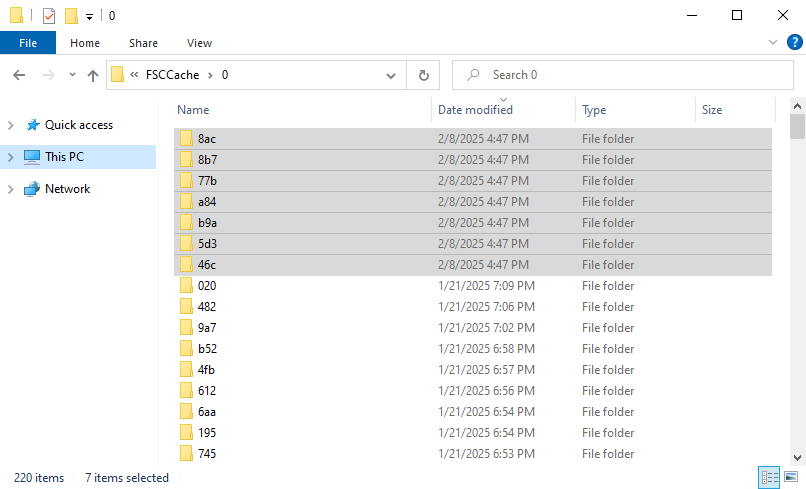 0
File Home Share View
« FSCCache > 0 Search 0
Quick access
This PC
Network
Name Date modified Type Size
8ac 2/8/2025 4:47 PM File folder
8b7 2/8/2025 4:47 PM File folder
77b 2/8/2025 4:47 PM File folder
a84 2/8/2025 4:47 PM File folder
b9a 2/8/2025 4:47 PM File folder
5d3 2/8/2025 4:47 PM File folder
46c 2/8/2025 4:47 PM File folder
020 1/21/2025 7:09 PM File folder
482 1/21/2025 7:06 PM File folder
9a7 1/21/2025 7:02 PM File folder
b52 1/21/2025 6:58 PM File folder
4fb 1/21/2025 6:57 PM File folder
612 1/21/2025 6:56 PM File folder
6aa 1/21/2025 6:54 PM File folder
195 1/21/2025 6:54 PM File folder
745 1/21/2025 6:53 PM File folder
220 items 7 items selected